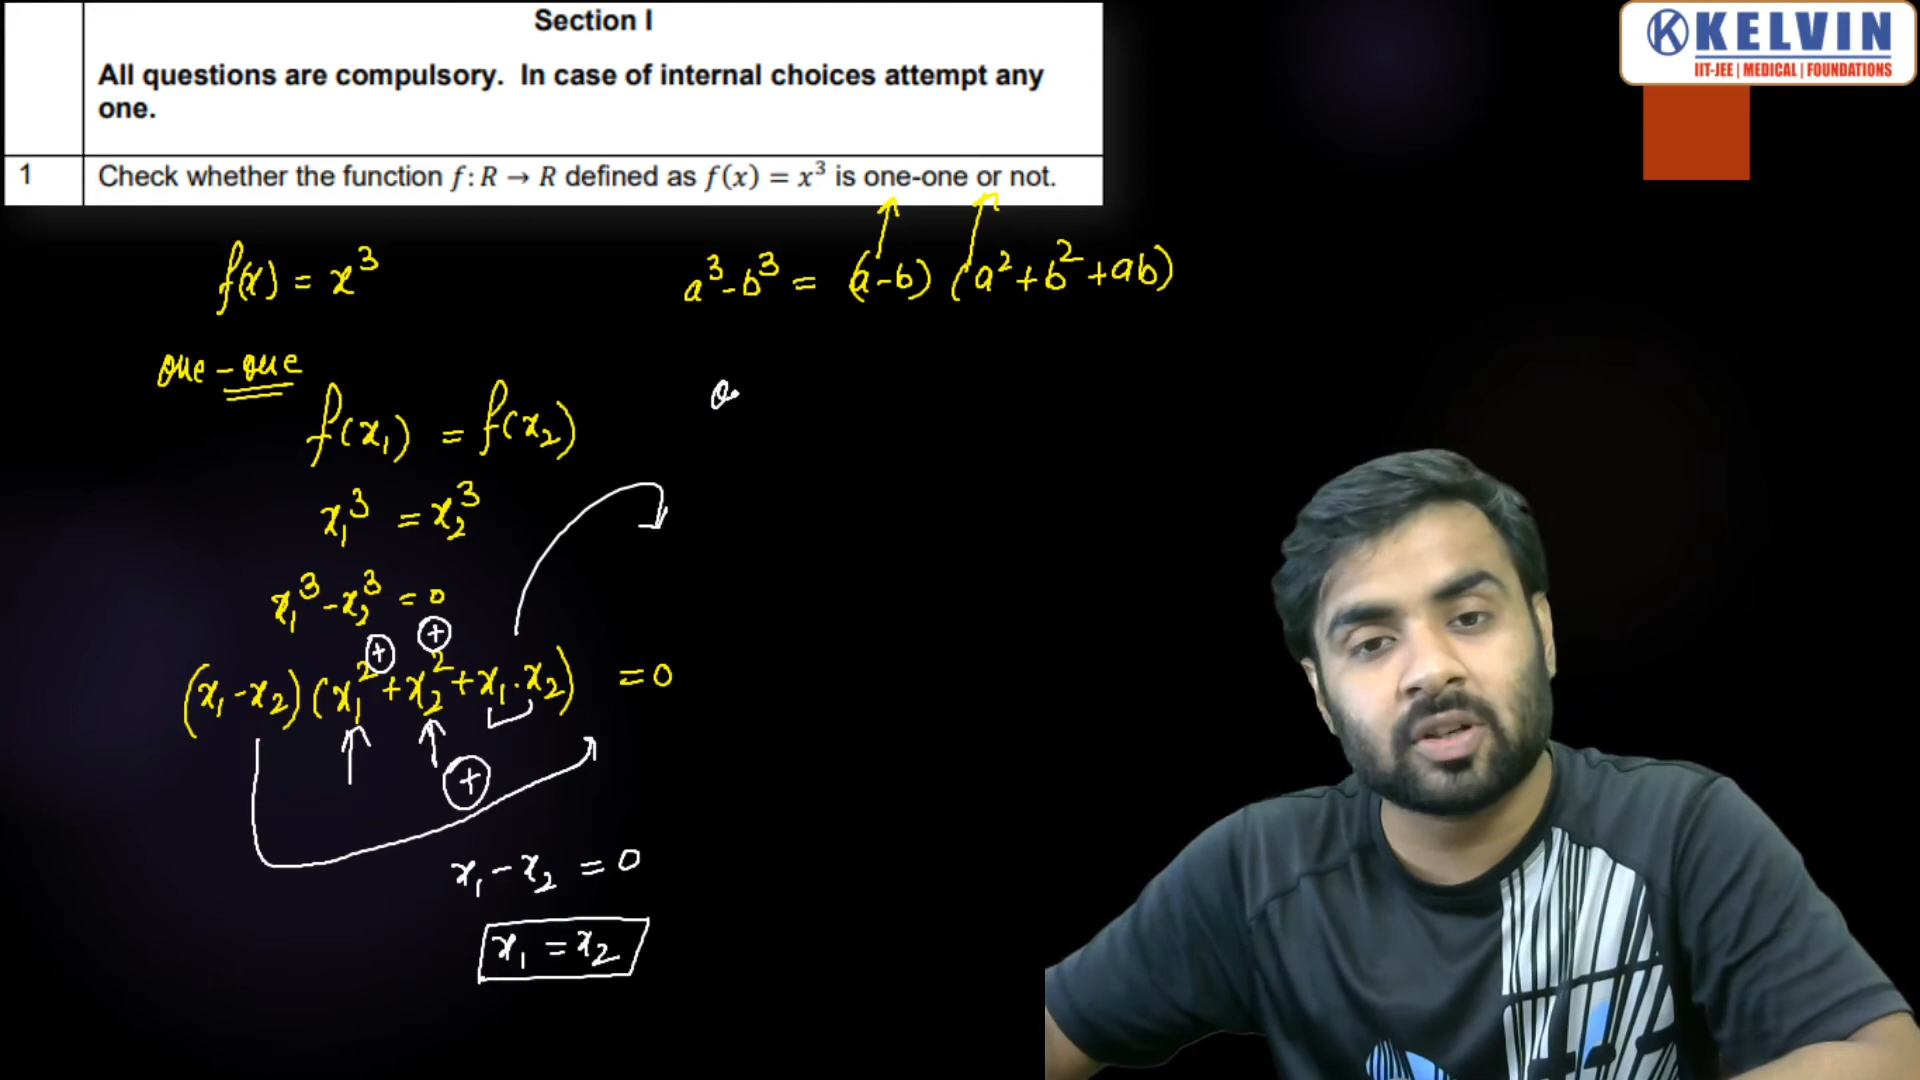 Section I
All questions are compulsory. In case of internal choices attempt any
one.
1 Check whether the function f: R → R defined as f(x) = x³ is one-one or not.
KELVIN
IIT-JEE | MEDICAL | FOUNDATIONS
f(x) = x³
a³-b³ = (a-b) (a²+b²+ab)
one-one
f(x₁) = f(x₂)
x₁³ = x₂³
x₁³-x₂³ = 0
+ +
(x₁-x₂)(x₁²+x₂²+x₁.x₂) = 0
+
x₁-x₂ = 0
x₁ = x₂